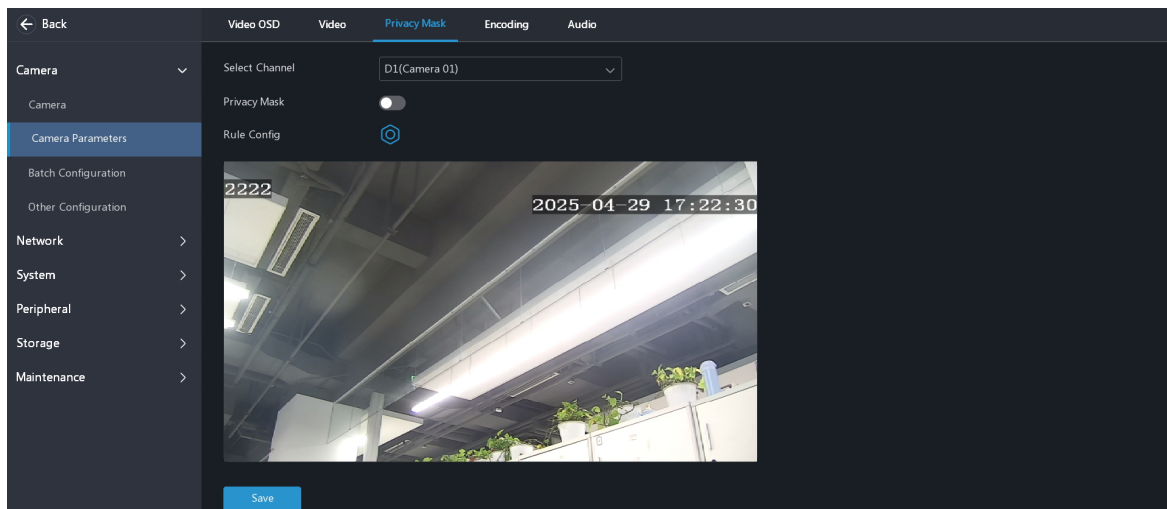 Back
Video OSD Video Privacy Mask Encoding Audio
Camera
Camera
Camera Parameters
Batch Configuration
Other Configuration
Network
System
Peripheral
Storage
Maintenance
Select Channel D1(Camera 01)
Privacy Mask
Rule Config
2222
2025-04-29 17:22:30
Save